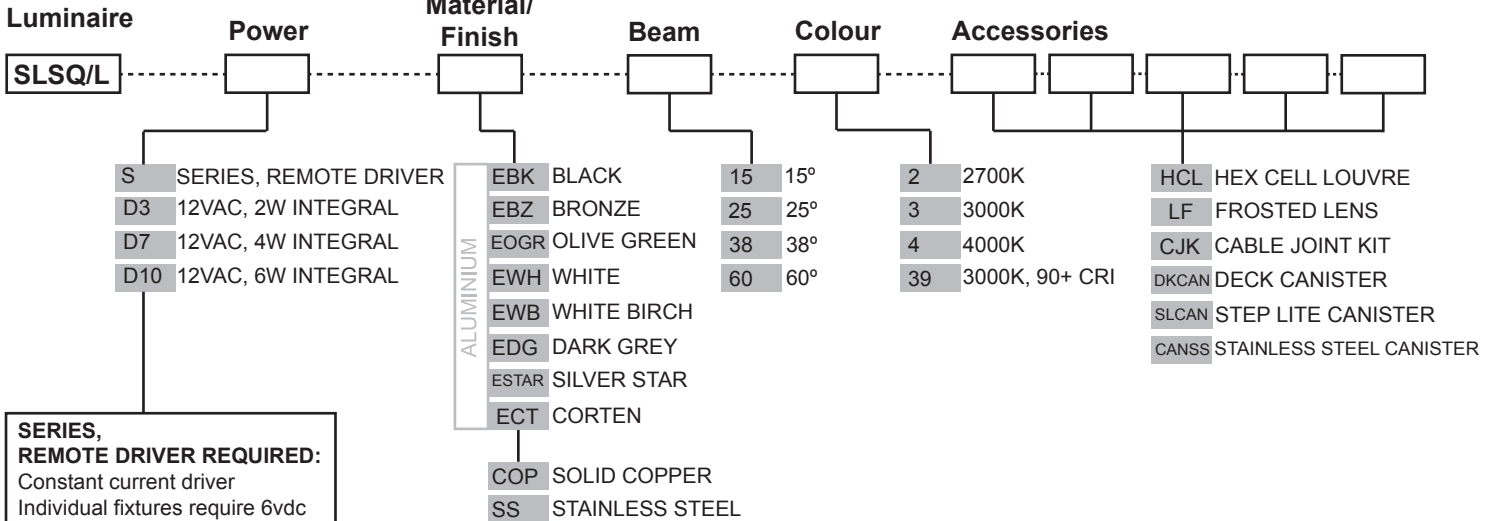 Luminaire
Power
Material/
Finish
Beam
Colour
Accessories
SLSQ/L
S SERIES, REMOTE DRIVER
D3 12VAC, 2W INTEGRAL
D7 12VAC, 4W INTEGRAL
D10 12VAC, 6W INTEGRAL
SERIES,
REMOTE DRIVER REQUIRED:
Constant current driver
Individual fixtures require 6vdc
ALUMINIUM
EBK BLACK
EBZ BRONZE
EOGR OLIVE GREEN
EWH WHITE
EWB WHITE BIRCH
EDG DARK GREY
ESTAR SILVER STAR
ECT CORTEN
COP SOLID COPPER
SS STAINLESS STEEL
15 15º
25 25º
38 38º
60 60º
2 2700K
3 3000K
4 4000K
39 3000K, 90+ CRI
HCL HEX CELL LOUVRE
LF FROSTED LENS
CJK CABLE JOINT KIT
DKCAN DECK CANISTER
SLCAN STEP LITE CANISTER
CANSS STAINLESS STEEL CANISTER